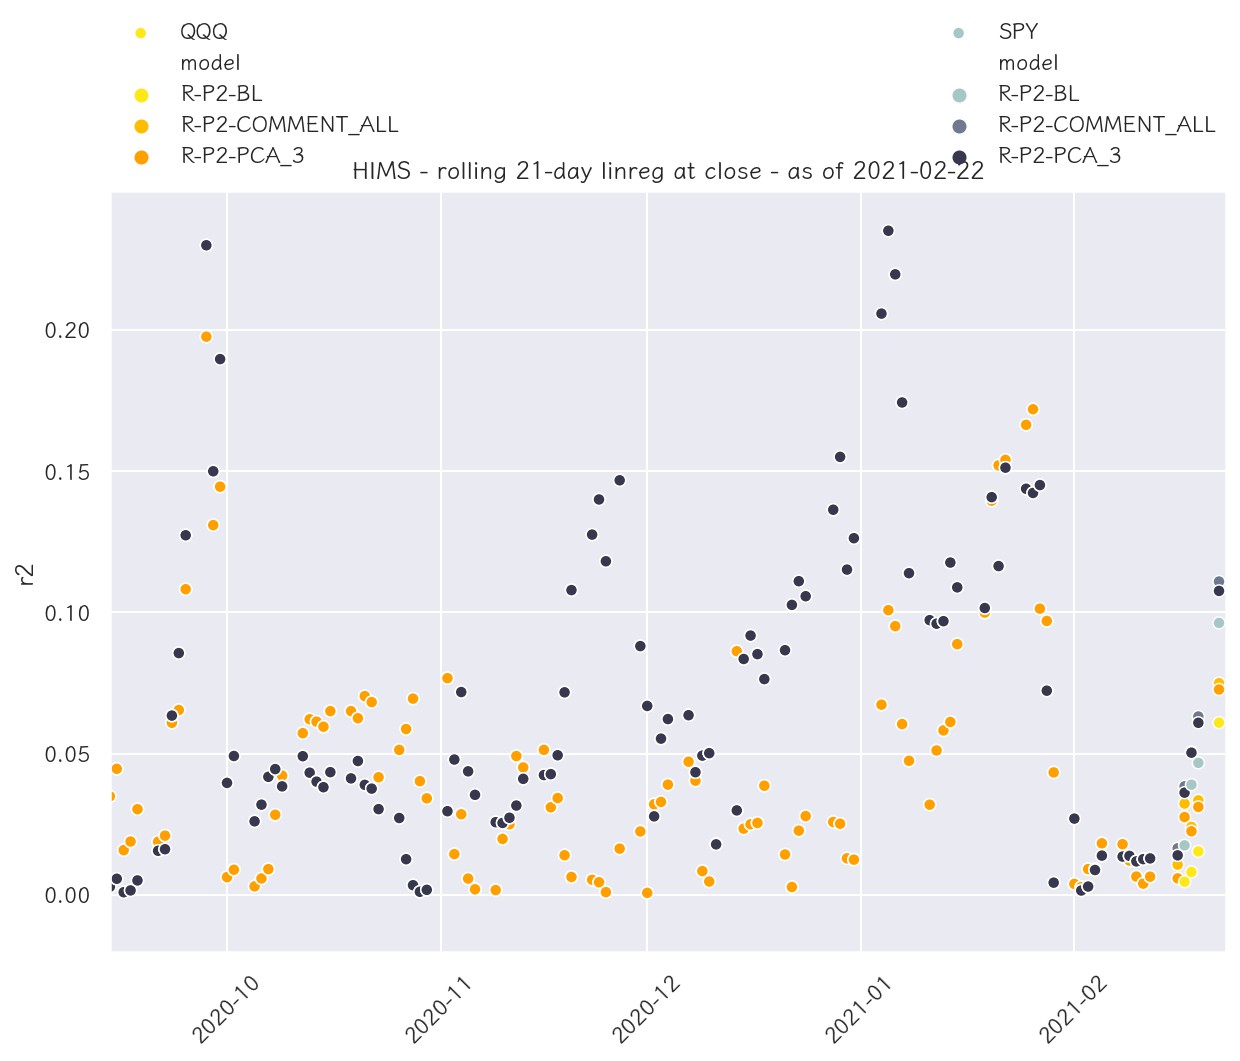 QQQ
model
R-P2-BL
R-P2-COMMENT_ALL
R-P2-PCA_3
SPY
model
R-P2-BL
R-P2-COMMENT_ALL
R-P2-PCA_3
HIMS - rolling 21-day linreg at close - as of 2021-02-22
r2
0.20
0.15
0.10
0.05
0.00
2020-10
2020-11
2020-12
2021-01
2021-02